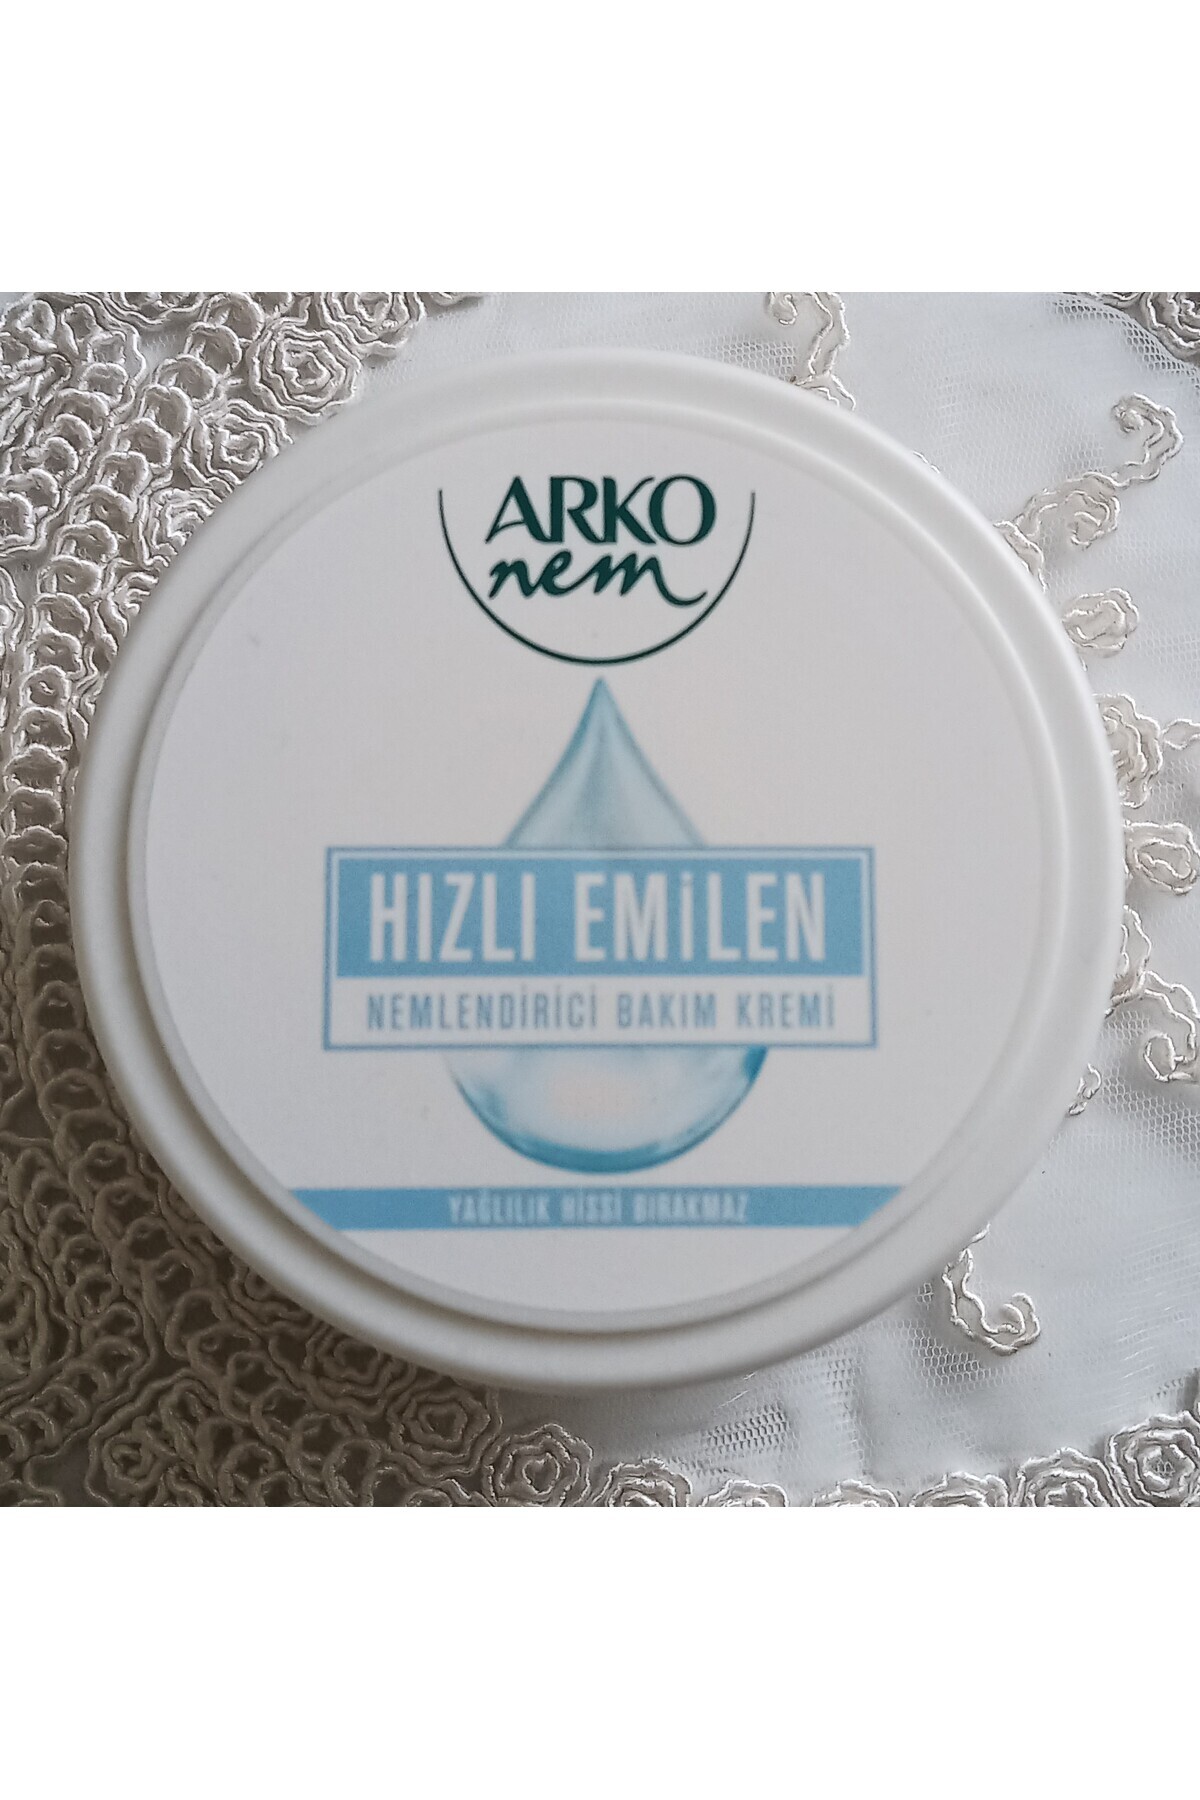 ARKO
nem
HIZLI EMİLEN
NEMLENDİRİCİ BAKIM KREMİ
YAĞLILIK HİSSİ BIRAKMAZ